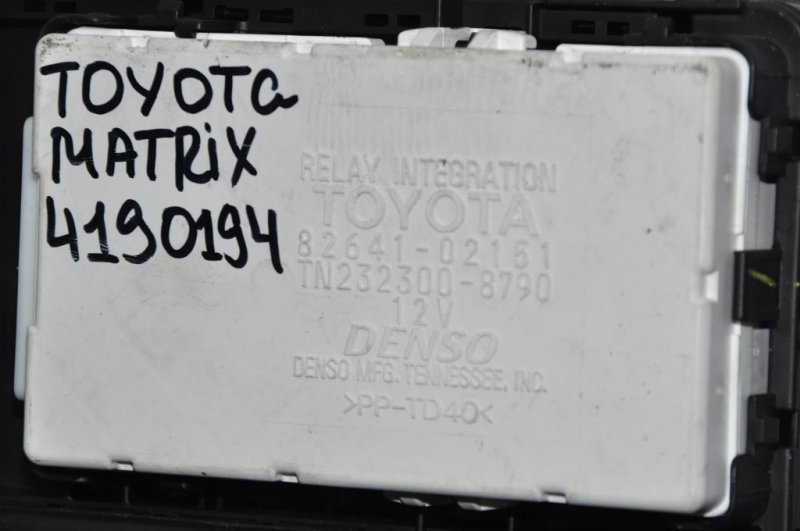 TOYOTA
MATRiX
4190194
RELAY INTEGRATION
TOYOTA
82641-02161
TN232300-8790
12V
DENSO
DENSO MFG. TENNESSEE, INC.
>PP-TD40<